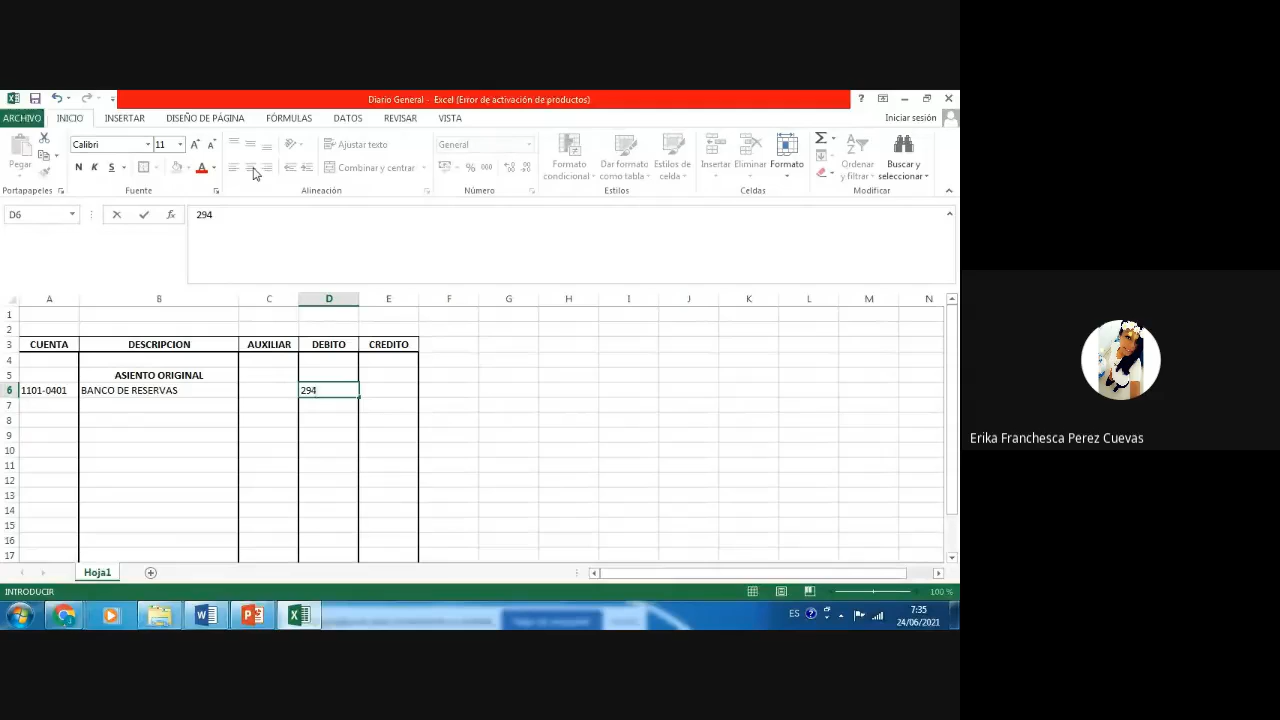 Diario General - Excel (Error de activación de productos)
ARCHIVO INICIO INSERTAR DISEÑO DE PÁGINA FÓRMULAS DATOS REVISAR VISTA Iniciar sesión
Pegar
Calibri 11
N K S
Ajustar texto
Combinar y centrar
General
% 000
Formato condicional
Dar formato como tabla
Estilos de celda
Insertar Eliminar Formato
Ordenar y filtrar
Buscar y seleccionar
Portapapeles Fuente Alineación Número Estilos Celdas Modificar
D6 fx 294
A B C D E F G H I J K L M N
1
2
3 CUENTA DESCRIPCION AUXILIAR DEBITO CREDITO
4
5 ASIENTO ORIGINAL
6 1101-0401 BANCO DE RESERVAS 294
7
8
9
10
11
12
13
14
15
16
17
Hoja1
INTRODUCIR 100 %
ES 7:35
24/06/2021
Erika Franchesca Perez Cuevas